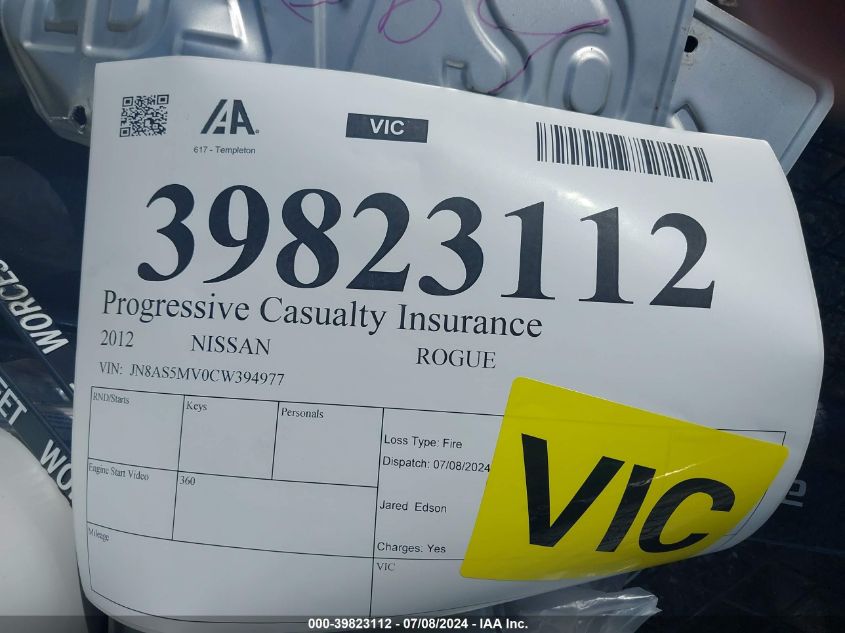 IAA
617 - Templeton
VIC
39823112
Progressive Casualty Insurance
2012 NISSAN ROGUE
VIN: JN8AS5MV0CW394977
RND/Starts Keys Personals
Loss Type: Fire
Dispatch: 07/08/2024
Engine Start Video 360
Jared Edson
Charges: Yes
Mileage VIC
VIC
000-39823112 - 07/08/2024 - IAA Inc.